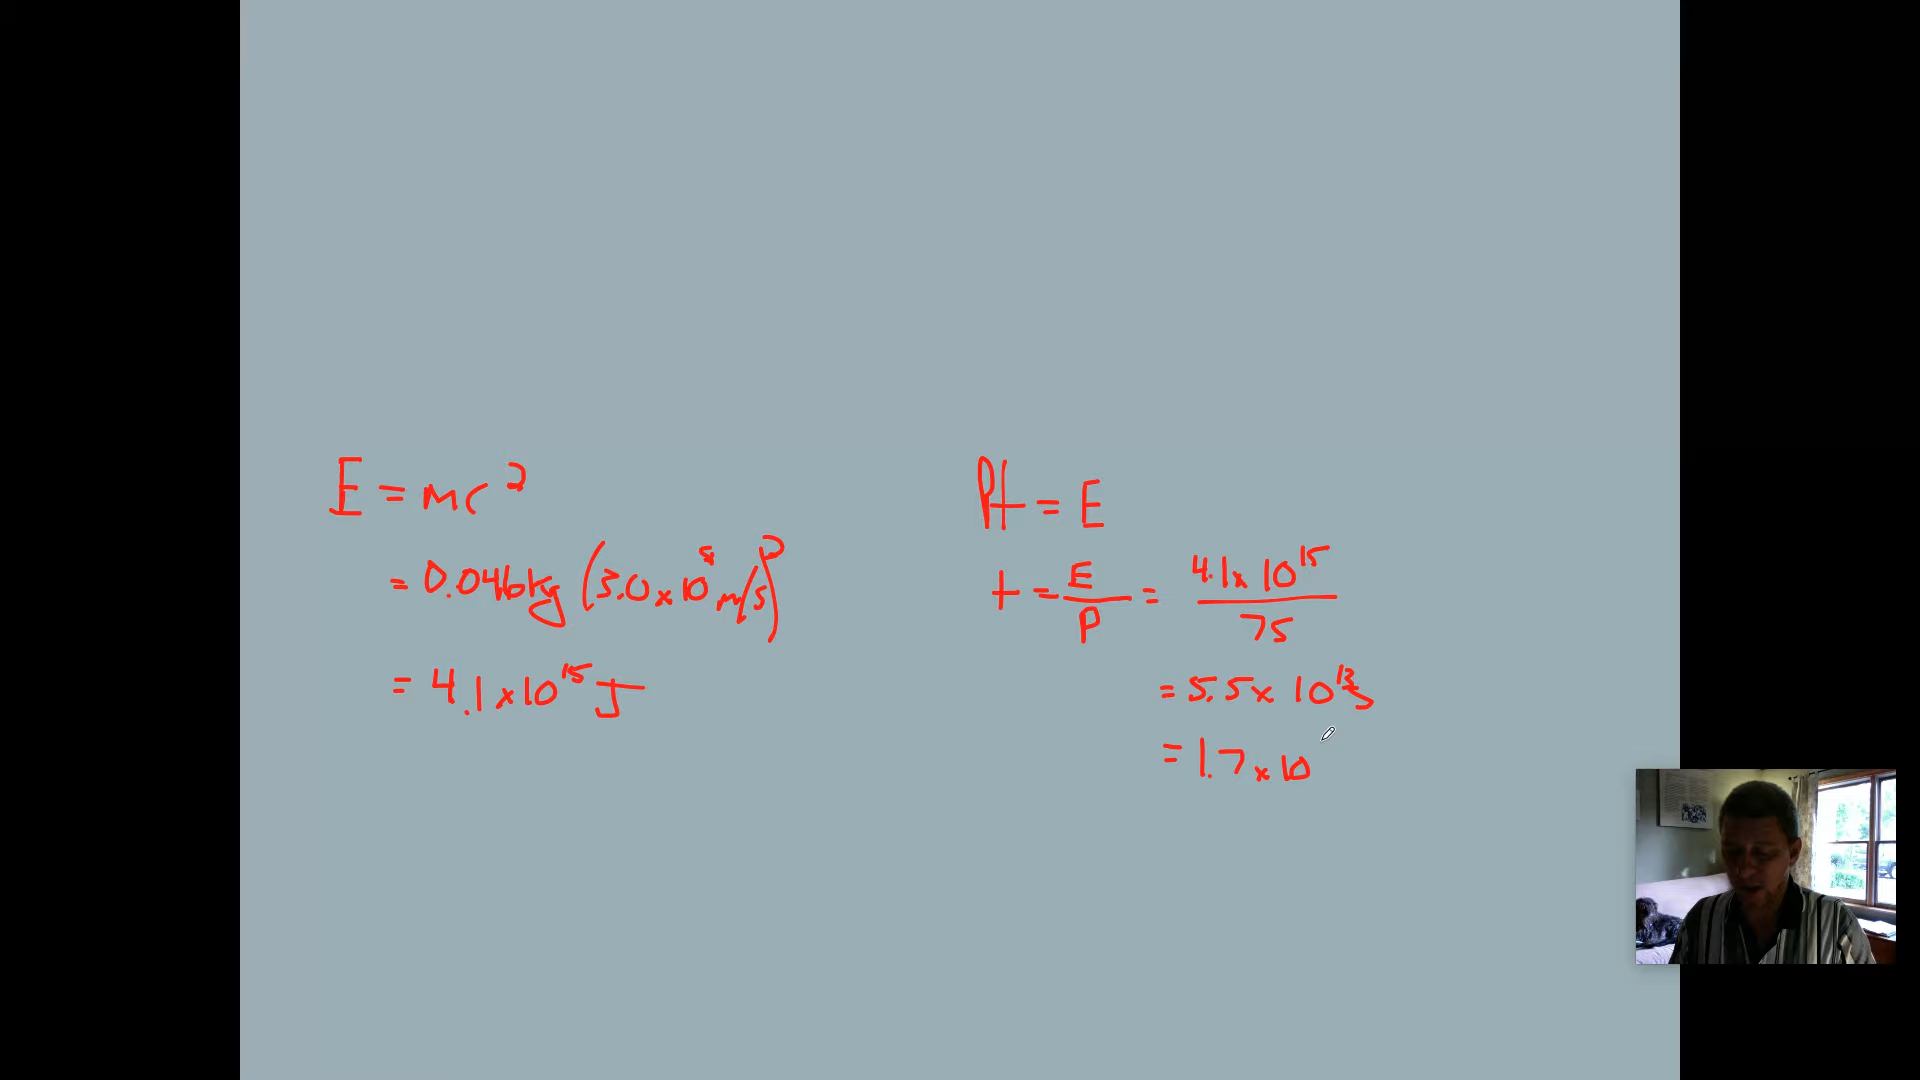 E = mc²
= 0.046kg (3.0 x 10⁸ m/s)²
= 4.1 x 10¹⁵ J
Pt = E
t = E/P = 4.1 x 10¹⁵/75
= 5.5 x 10¹³ s
= 1.7 x 10